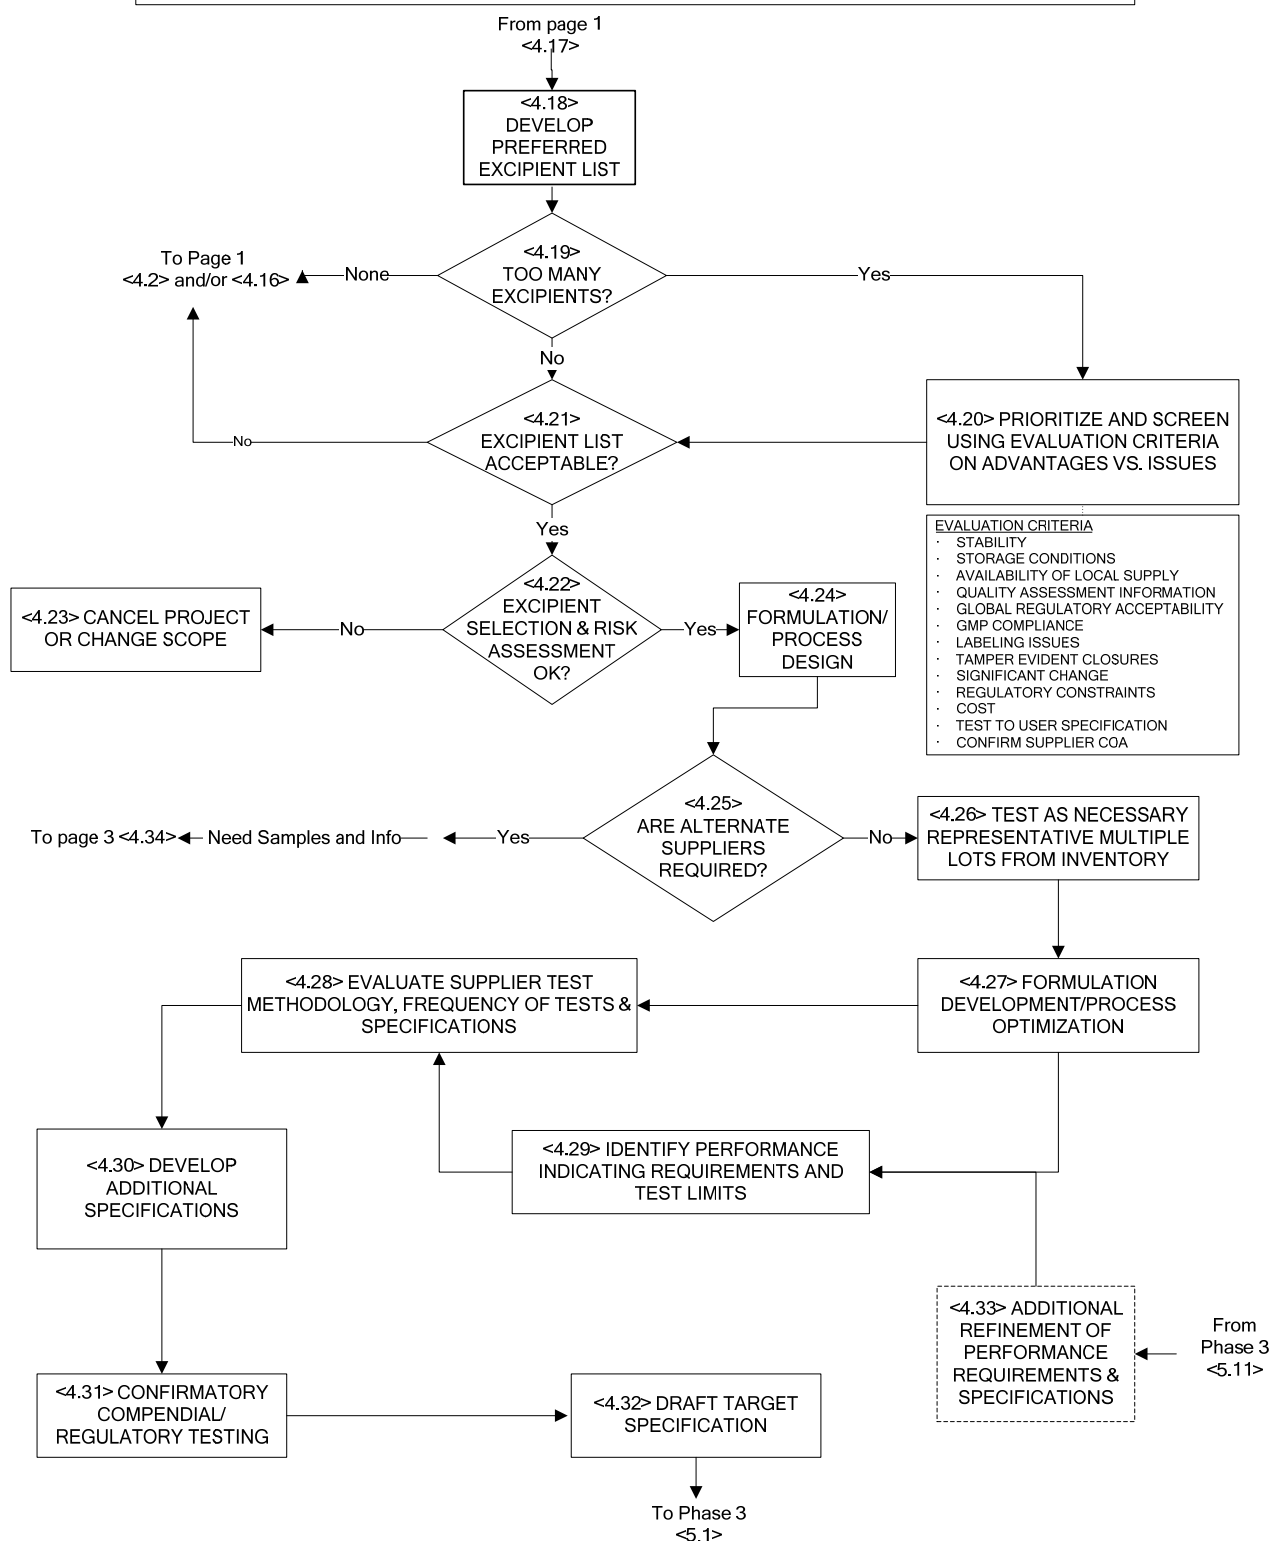 From page 1
<4.17>
<4.18>
DEVELOP
PREFERRED
EXCIPIENT LIST
<4.19>
TOO MANY
EXCIPIENTS?
None
To Page 1
<4.2> and/or <4.16>
Yes
No
<4.20> PRIORITIZE AND SCREEN
USING EVALUATION CRITERIA
ON ADVANTAGES VS. ISSUES
<4.21>
EXCIPIENT LIST
ACCEPTABLE?
No
Yes
EVALUATION CRITERIA
· STABILITY
· STORAGE CONDITIONS
· AVAILABILITY OF LOCAL SUPPLY
· QUALITY ASSESSMENT INFORMATION
· GLOBAL REGULATORY ACCEPTABILITY
· GMP COMPLIANCE
· LABELING ISSUES
· TAMPER EVIDENT CLOSURES
· SIGNIFICANT CHANGE
· REGULATORY CONSTRAINTS
· COST
· TEST TO USER SPECIFICATION
· CONFIRM SUPPLIER COA
<4.22>
EXCIPIENT
SELECTION & RISK
ASSESSMENT
OK?
No
<4.23> CANCEL PROJECT
OR CHANGE SCOPE
Yes
<4.24>
FORMULATION/
PROCESS
DESIGN
<4.25>
ARE ALTERNATE
SUPPLIERS
REQUIRED?
Yes
Need Samples and Info
To page 3 <4.34>
No
<4.26> TEST AS NECESSARY
REPRESENTATIVE MULTIPLE
LOTS FROM INVENTORY
<4.27> FORMULATION
DEVELOPMENT/PROCESS
OPTIMIZATION
<4.28> EVALUATE SUPPLIER TEST
METHODOLOGY, FREQUENCY OF TESTS &
SPECIFICATIONS
<4.29> IDENTIFY PERFORMANCE
INDICATING REQUIREMENTS AND
TEST LIMITS
<4.30> DEVELOP
ADDITIONAL
SPECIFICATIONS
<4.33> ADDITIONAL
REFINEMENT OF
PERFORMANCE
REQUIREMENTS &
SPECIFICATIONS
From
Phase 3
<5.11>
<4.31> CONFIRMATORY
COMPENDIAL/
REGULATORY TESTING
<4.32> DRAFT TARGET
SPECIFICATION
To Phase 3
<5.1>